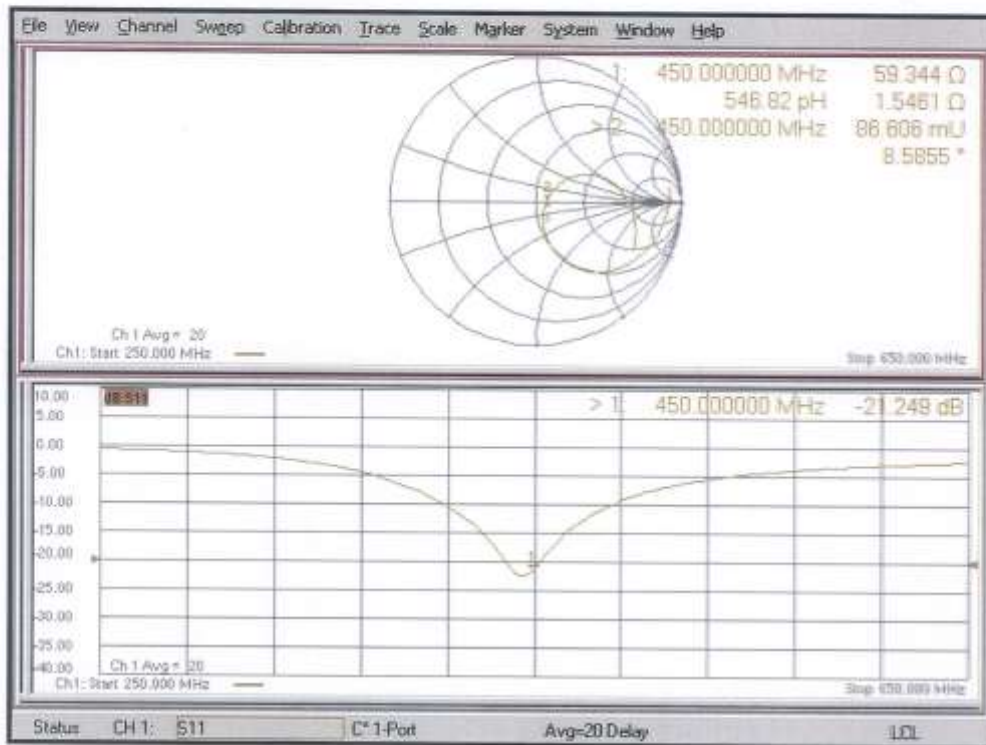 File View Channel Sweep Calibration Trace Scale Marker System Window Help
1: 450.000000 MHz 59.344 Ω
546.82 pH 1.5461 Ω
> 2: 450.000000 MHz 86.606 mU
8.5855 °
Ch 1 Avg = 20
Ch1: Start 250.000 MHz
Stop 650.000 MHz
10.00
dB S11
> 1: 450.000000 MHz -21.249 dB
5.00
0.00
-5.00
-10.00
-15.00
-20.00
1
-25.00
-30.00
-35.00
-40.00
Ch 1 Avg = 20
Ch1: Start 250.000 MHz
Stop 650.000 MHz
Status CH 1: S11 C* 1-Port Avg=20 Delay LCL